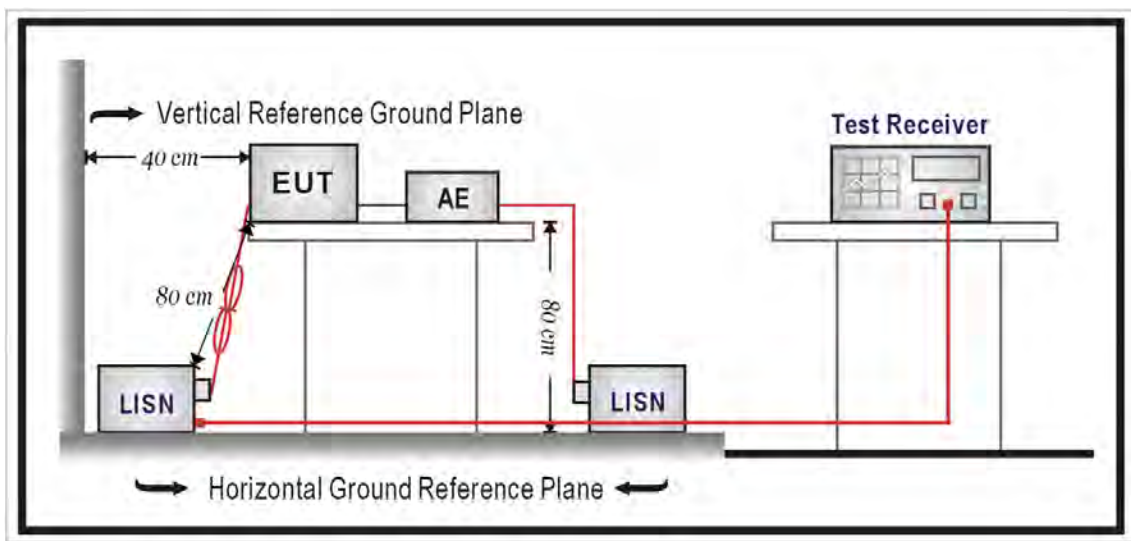 Vertical Reference Ground Plane
Test Receiver
40 cm
EUT
AE
80 cm
80 cm
LISN
LISN
Horizontal Ground Reference Plane